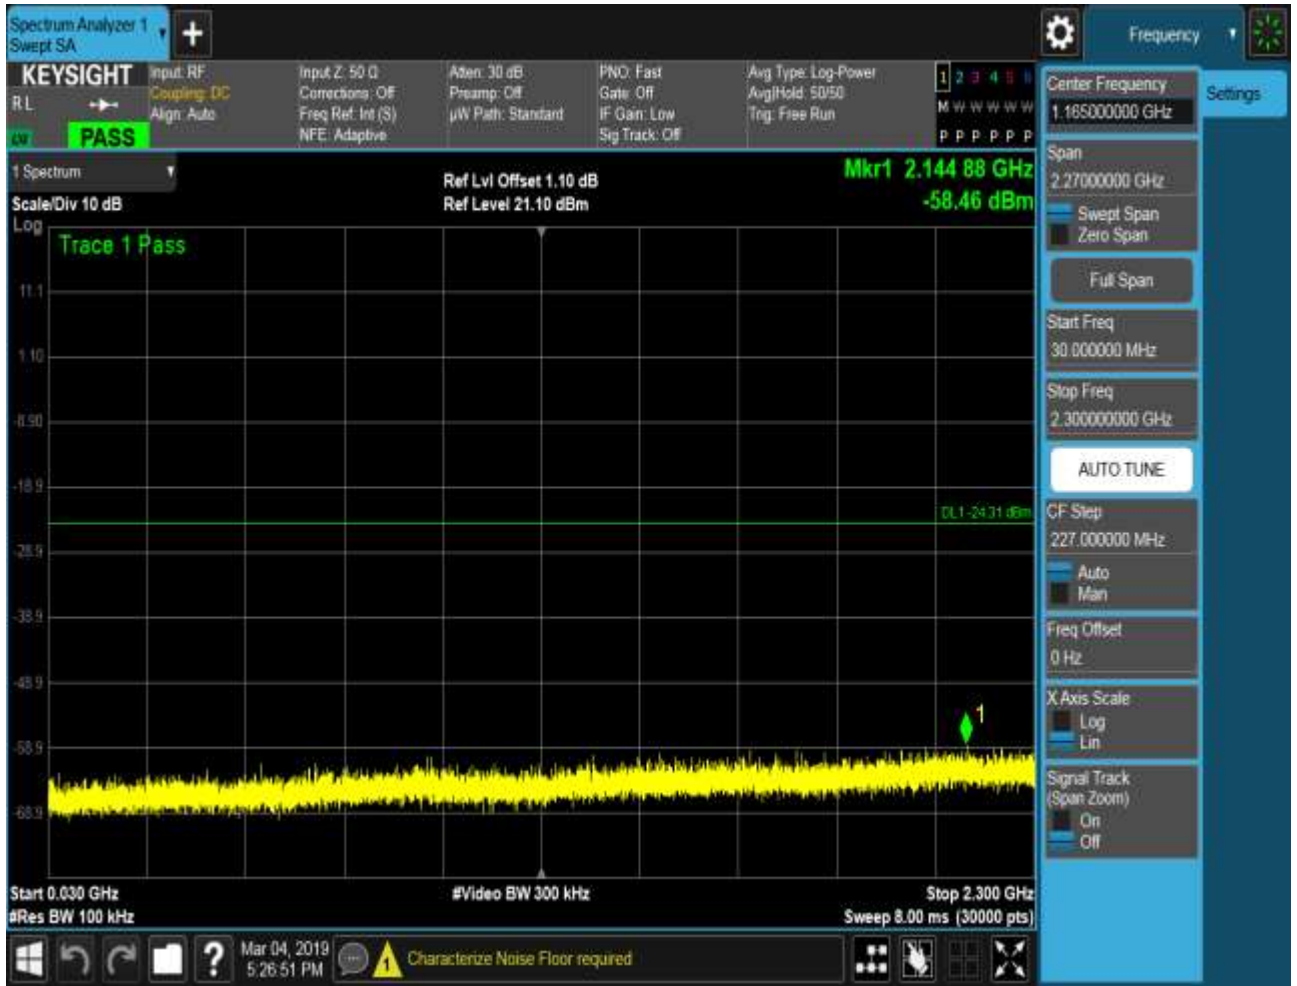 Spectrum Analyzer 1
Swept SA
Frequency
KEYSIGHT
R L
PASS
Input: RF
Coupling: DC
Align: Auto
Input Z: 50 Ω
Corrections: Off
Freq Ref: Int (S)
NFE: Adaptive
Atten: 30 dB
Preamp: Off
µW Path: Standard
PNO: Fast
Gate: Off
IF Gain: Low
Sig Track: Off
Avg Type: Log-Power
Avg|Hold: 50/50
Trig: Free Run
1 2 3 4 5 6
M W W W W W
P P P P P P
1 Spectrum
Scale/Div 10 dB
Log
Ref Lvl Offset 1.10 dB
Ref Level 21.10 dBm
Mkr1 2.144 88 GHz
-58.46 dBm
Trace 1 Pass
11.1
1.10
-8.90
-18.9
DL1 -24.31 dBm
-28.9
-38.9
-48.9
1
-58.9
-68.9
Start 0.030 GHz
#Video BW 300 kHz
Stop 2.300 GHz
#Res BW 100 kHz
Sweep 8.00 ms (30000 pts)
Center Frequency
1.165000000 GHz
Settings
Span
2.27000000 GHz
Swept Span
Zero Span
Full Span
Start Freq
30.000000 MHz
Stop Freq
2.300000000 GHz
AUTO TUNE
CF Step
227.000000 MHz
Auto
Man
Freq Offset
0 Hz
X Axis Scale
Log
Lin
Signal Track
(Span Zoom)
On
Off
?
Mar 04, 2019
5:26:51 PM
1
Characterize Noise Floor required